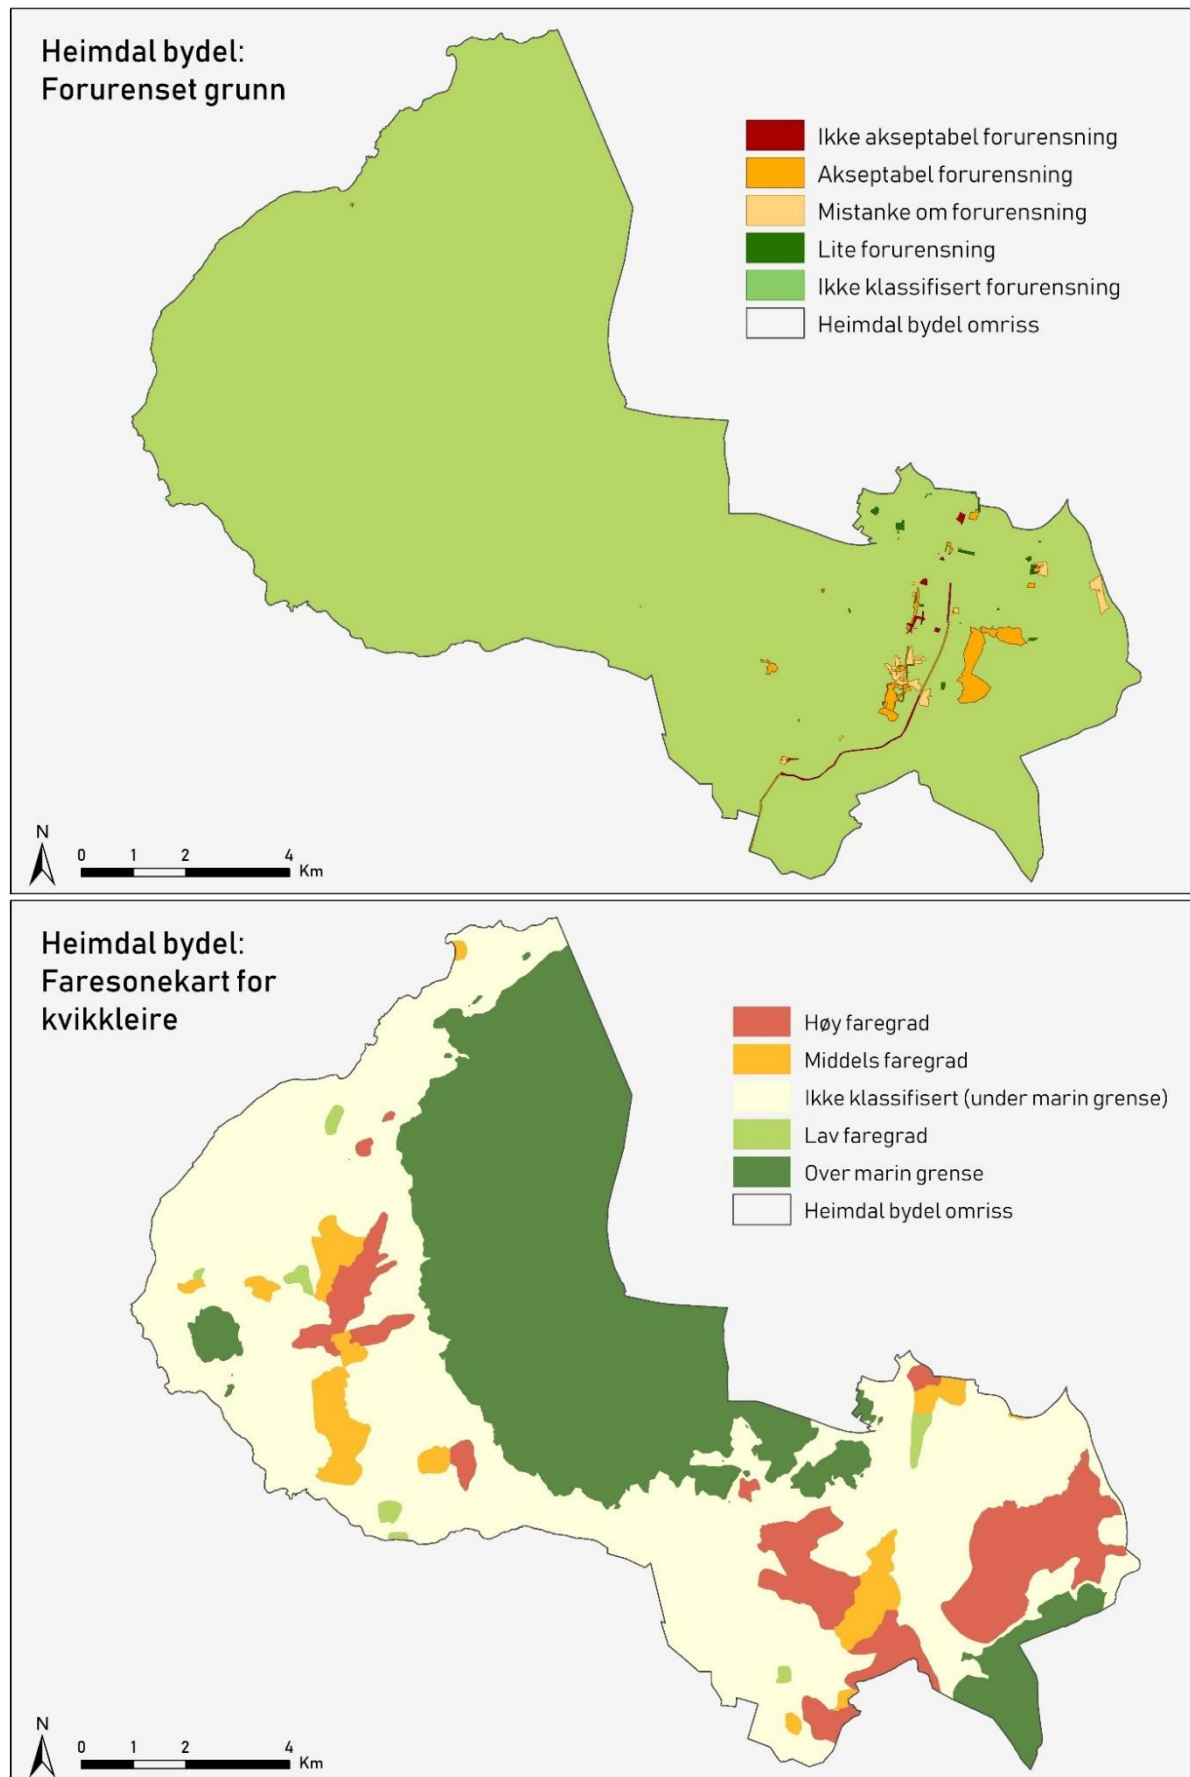 Heimdal bydel:
Forurenset grunn
Ikke akseptabel forurensning
Akseptabel forurensning
Mistanke om forurensning
Lite forurensning
Ikke klassifisert forurensning
Heimdal bydel omriss
N
0 1 2 4
Km
Heimdal bydel:
Faresonekart for
kvikkleire
Høy faregrad
Middels faregrad
Ikke klassifisert (under marin grense)
Lav faregrad
Over marin grense
Heimdal bydel omriss
N
0 1 2 4
Km